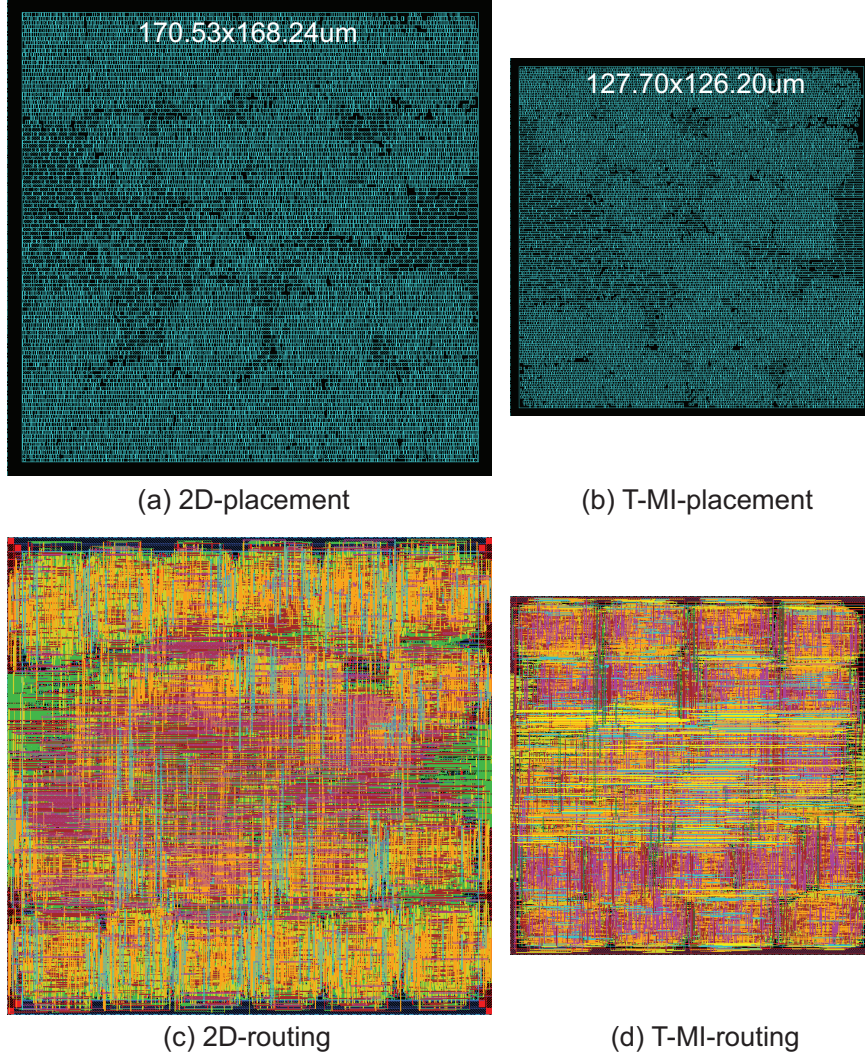 170.53x168.24um
127.70x126.20um
(a) 2D-placement
(b) T-MI-placement
(c) 2D-routing
(d) T-MI-routing